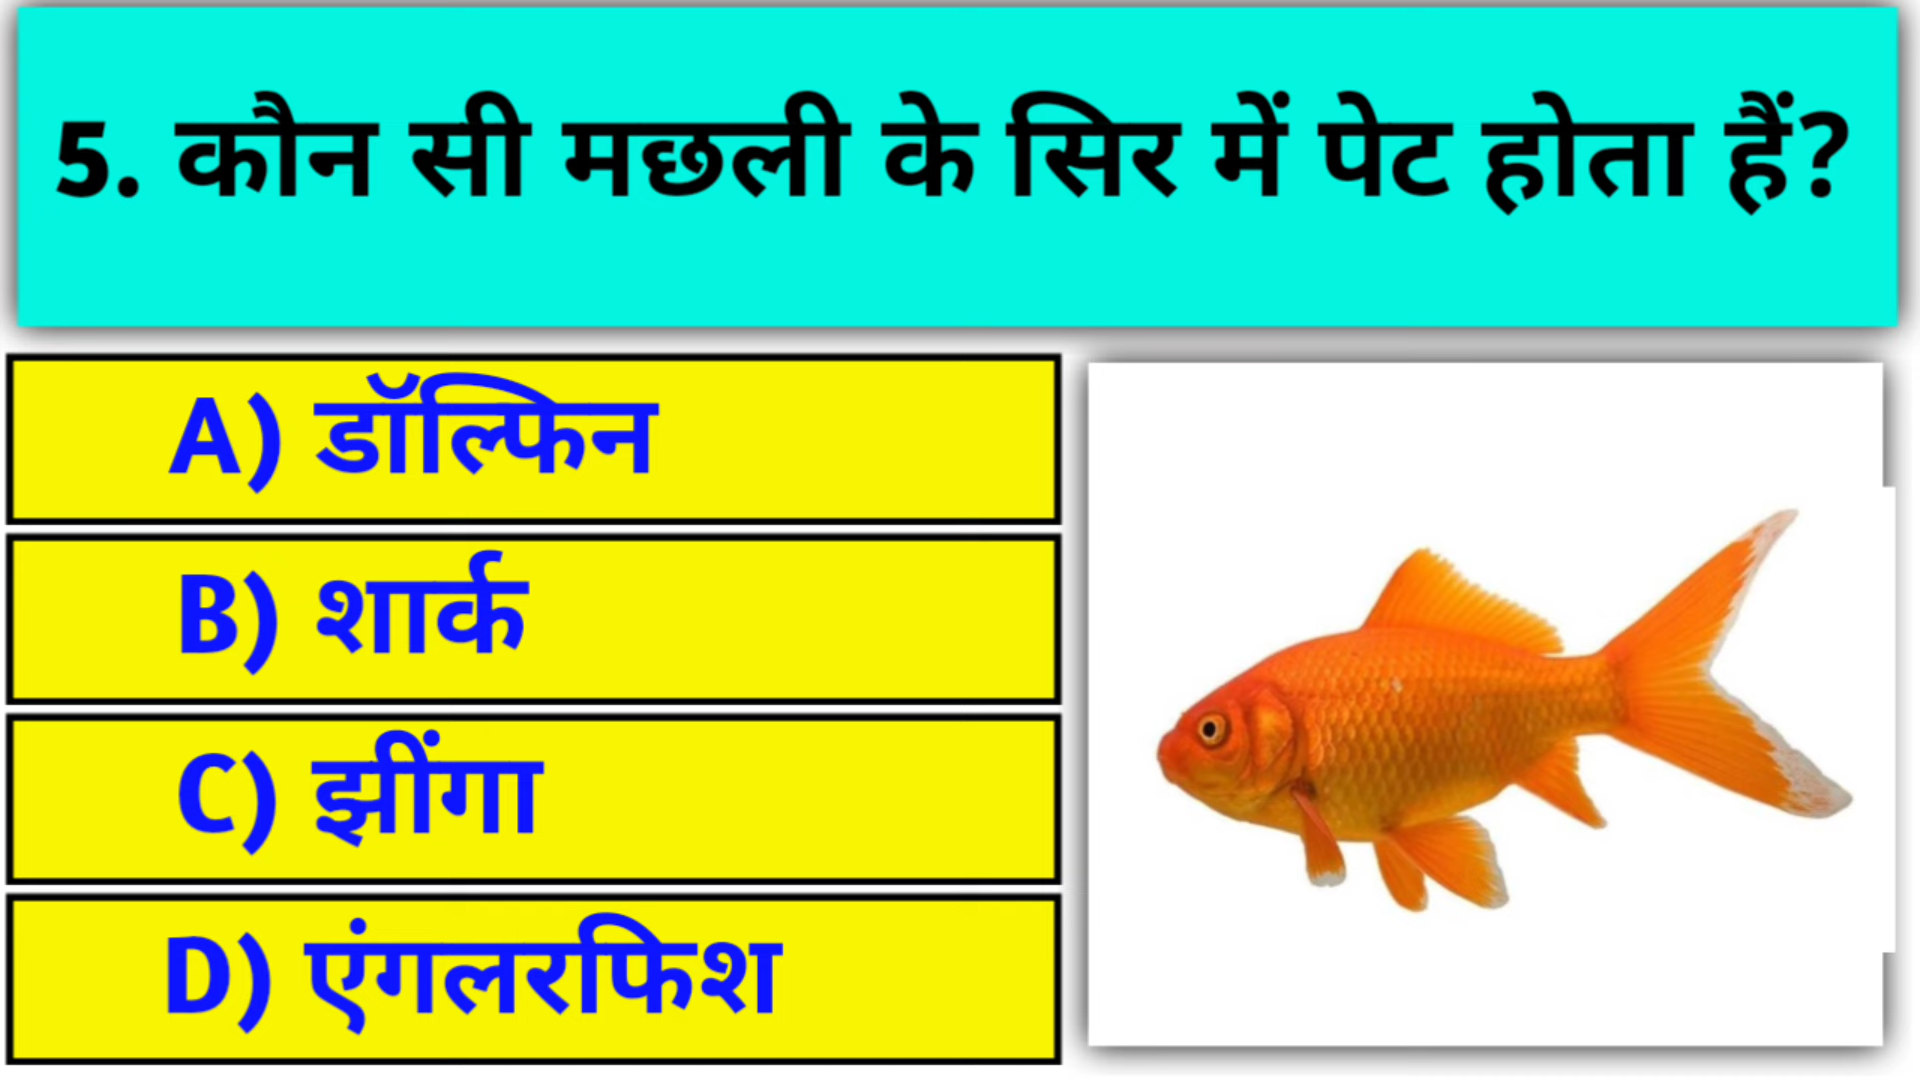 5. कौन सी मछली के सिर में पेट होता हैं?
A) डॉल्फिन
B) शार्क
C) झींगा
D) एंगलरफिश